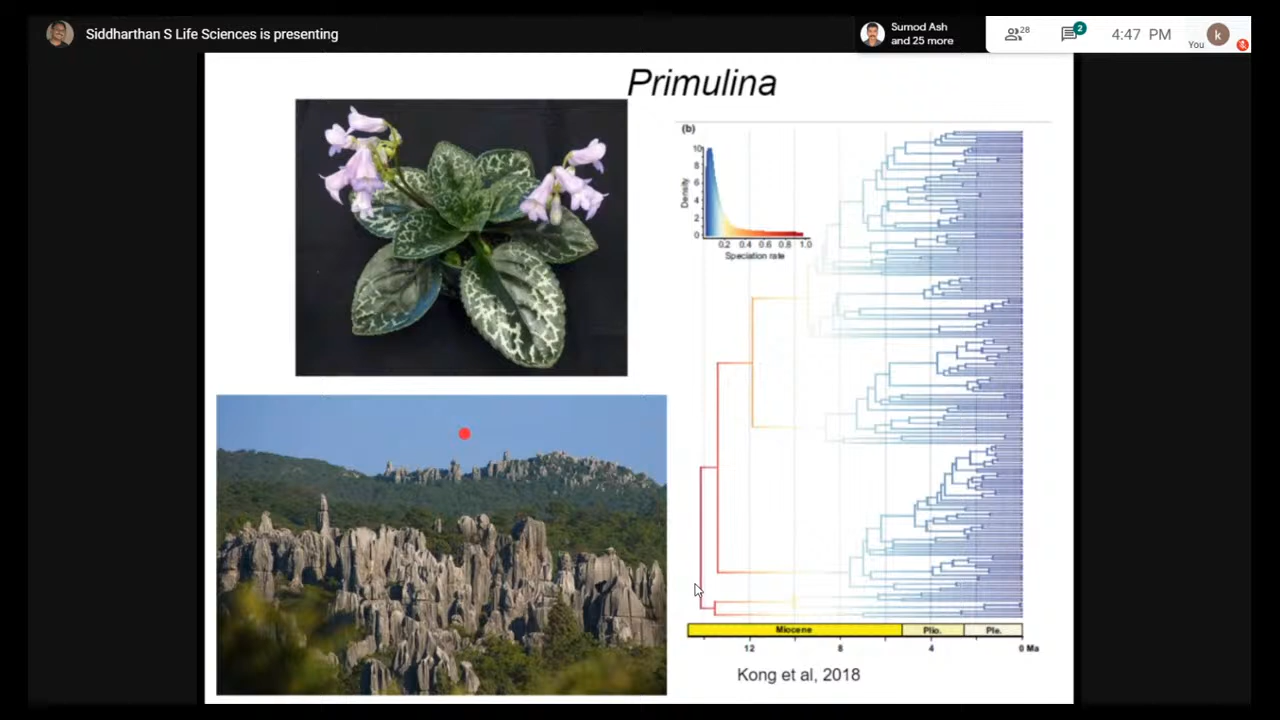 Siddharthan S Life Sciences is presenting
Sumod Ash
and 25 more
28
2
4:47 PM
You
k
Primulina
(b)
10
8
6
4
2
0
Density
0.2 0.4 0.6 0.8 1.0
Speciation rate
Miocene Plio. Ple.
12 8 4 0 Ma
Kong et al, 2018